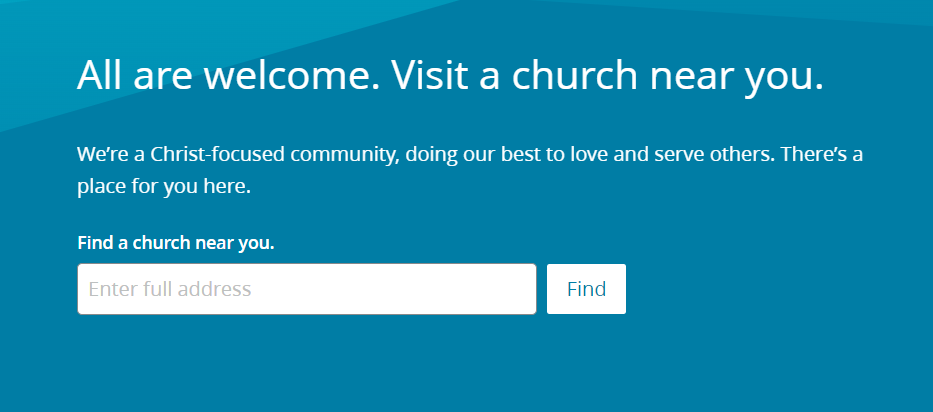 All are welcome. Visit a church near you.
We’re a Christ-focused community, doing our best to love and serve others. There’s a
place for you here.
Find a church near you.
Enter full address
Find